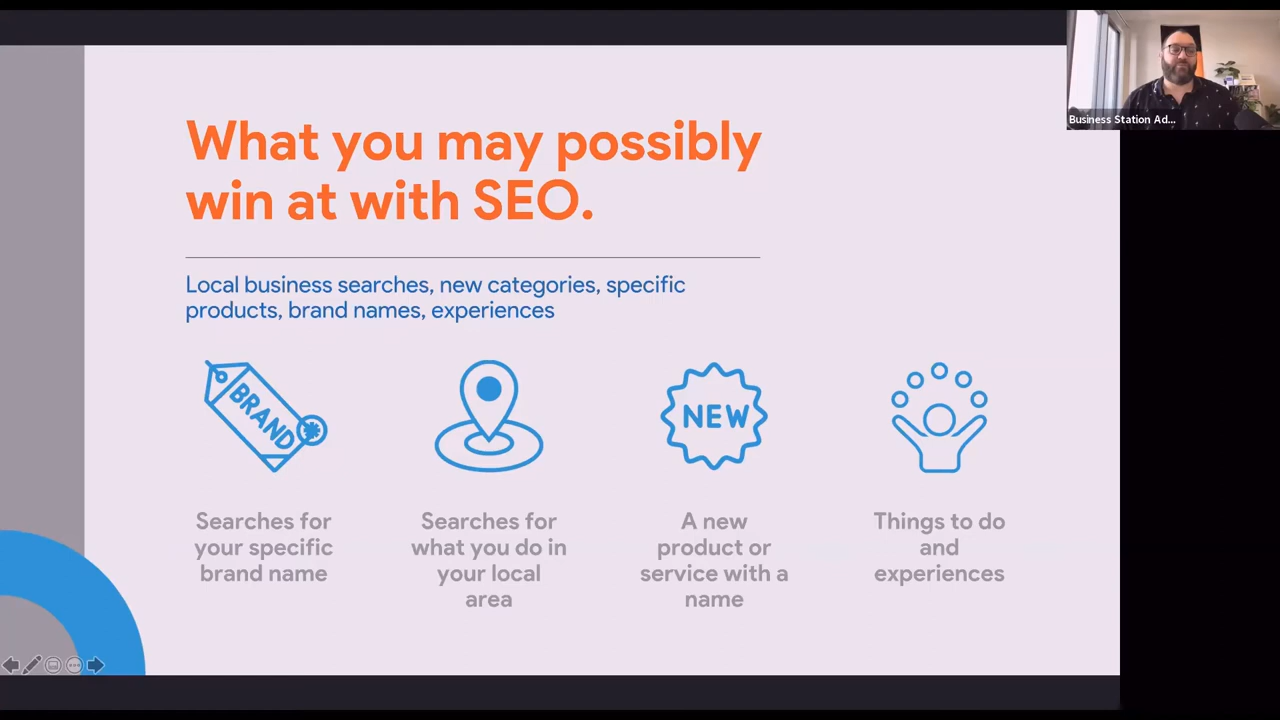 What you may possibly
win at with SEO.
Local business searches, new categories, specific
products, brand names, experiences
BRAND
NEW
Searches for
your specific
brand name
Searches for
what you do in
your local
area
A new
product or
service with a
name
Things to do
and
experiences
Business Station Ad...